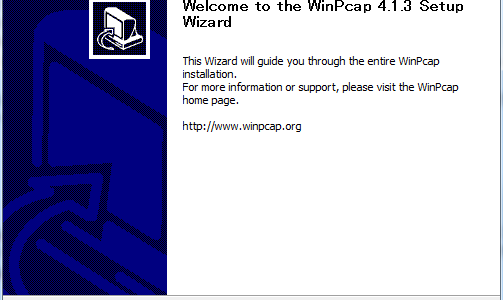 Welcome to the WinPcap 4.1.3 Setup
Wizard
This Wizard will guide you through the entire WinPcap
installation.
For more information or support, please visit the WinPcap
home page.
http://www.winpcap.org